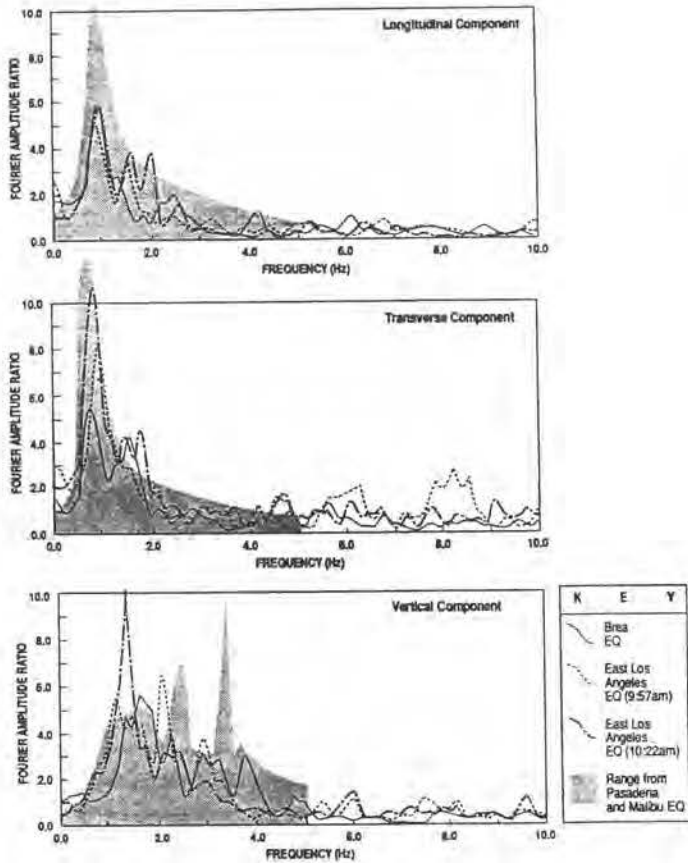 Longitudinal Component
FOURIER AMPLITUDE RATIO
10.0
8.0
6.0
4.0
2.0
0.0
0.0 2.0 4.0 6.0 8.0 10.0
FREQUENCY (Hz)
Transverse Component
FOURIER AMPLITUDE RATIO
10.0
8.0
6.0
4.0
2.0
0.0
0.0 2.0 4.0 6.0 8.0 10.0
FREQUENCY (Hz)
Vertical Component
FOURIER AMPLITUDE RATIO
10.0
8.0
6.0
4.0
2.0
0.0
0.0 2.0 4.0 6.0 8.0 10.0
FREQUENCY (Hz)
K E Y
Brea
EQ
East Los
Angeles
EQ (9:57am)
East Los
Angeles
EQ (10:22am)
Range from
Pasadena
and Malibu EQ